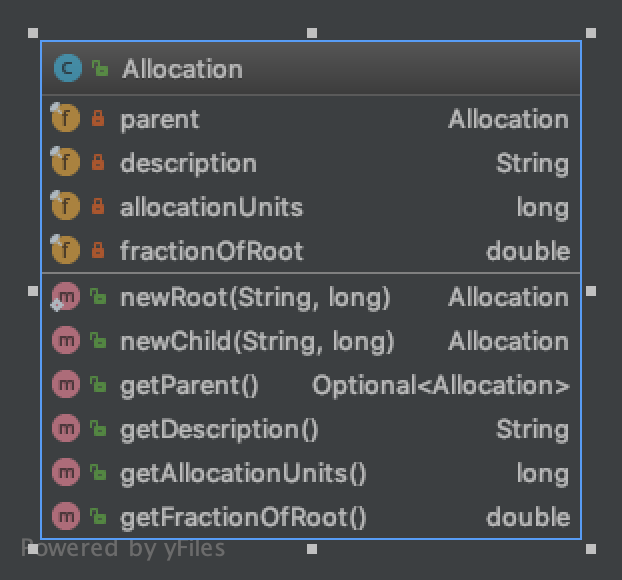 C Allocation
f parent Allocation
f description String
f allocationUnits long
f fractionOfRoot double
m newRoot(String, long) Allocation
m newChild(String, long) Allocation
m getParent() Optional<Allocation>
m getDescription() String
m getAllocationUnits() long
m getFractionOfRoot() double
Powered by yFiles